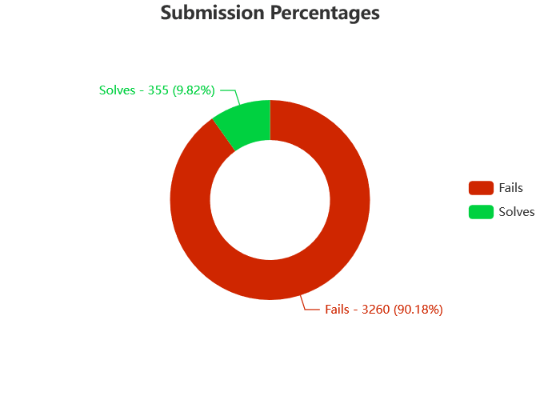 Submission Percentages
Solves - 355 (9.82%)
Fails
Solves
Fails - 3260 (90.18%)